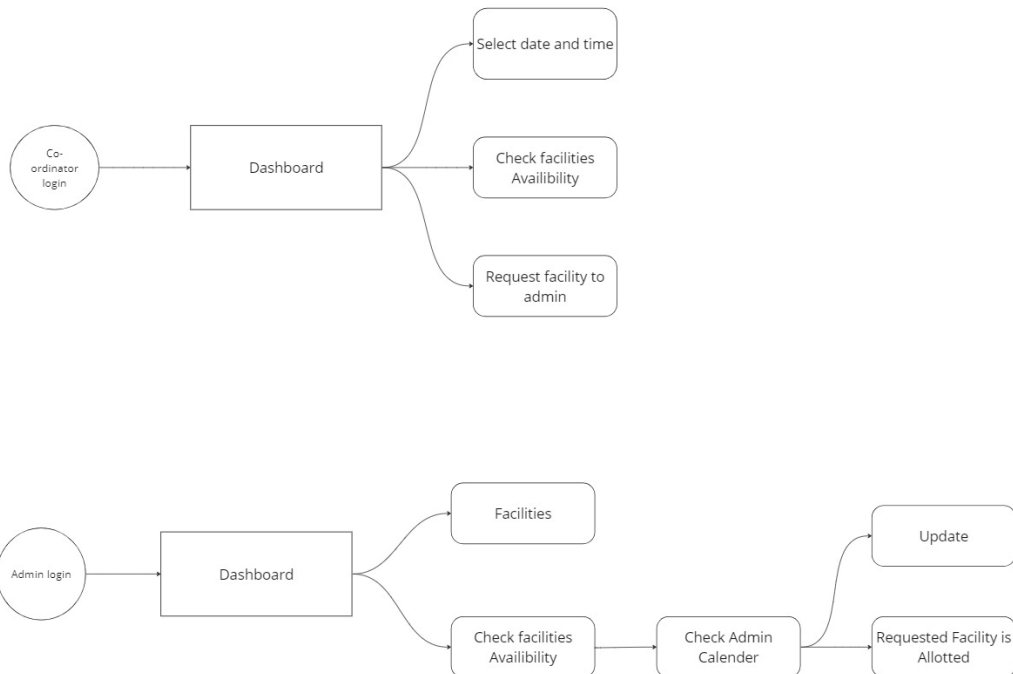 Select date and time
Co-
ordinator
login
Dashboard
Check facilities
Availibility
Request facility to
admin
Facilities
Update
Admin login
Dashboard
Check facilities
Availibility
Check Admin
Calender
Requested Facility is
Allotted